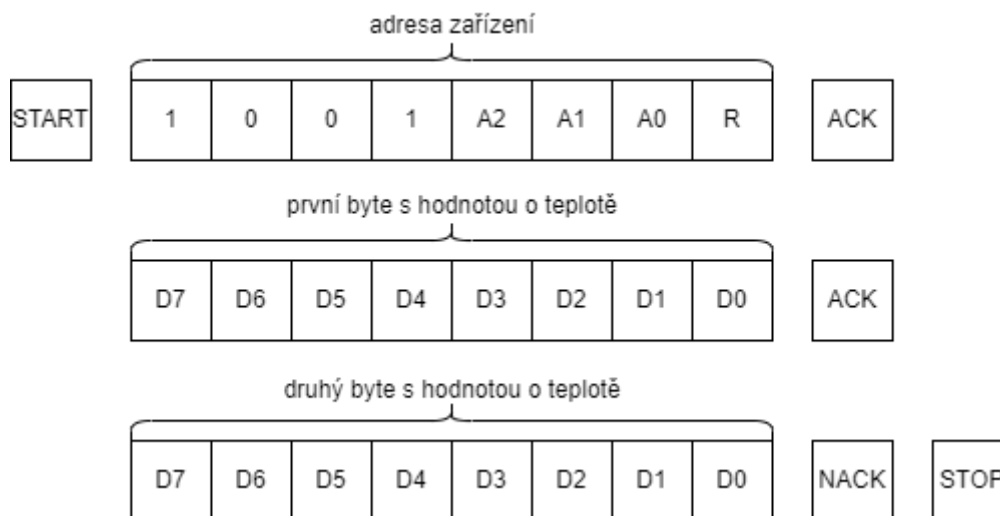 adresa zařízení
START 1 0 0 1 A2 A1 A0 R ACK
první byte s hodnotou o teplotě
D7 D6 D5 D4 D3 D2 D1 D0 ACK
druhý byte s hodnotou o teplotě
D7 D6 D5 D4 D3 D2 D1 D0 NACK STOP